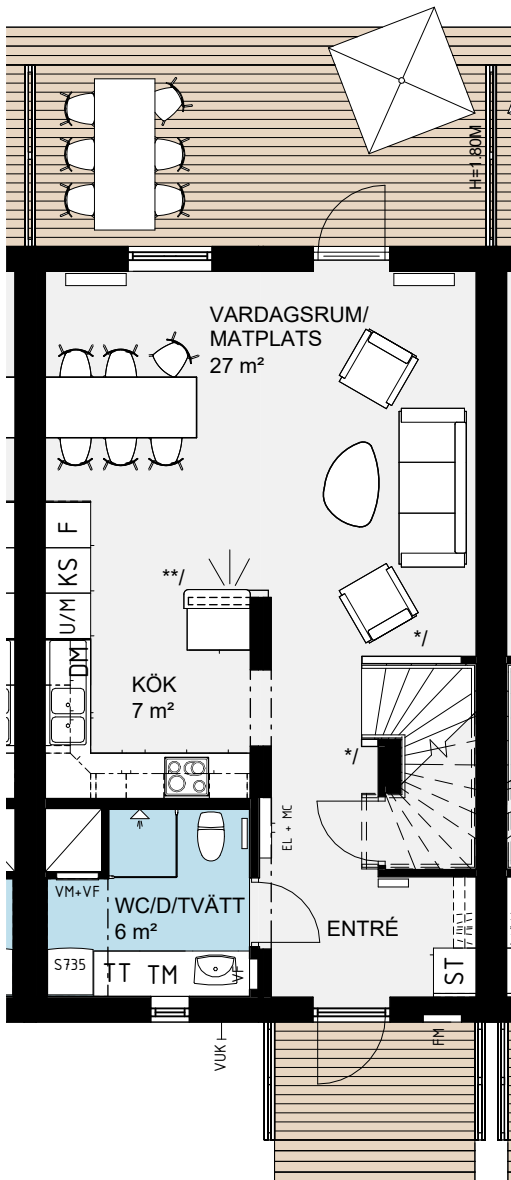 H=1.80M
VARDAGSRUM/
MATPLATS
27 m²
F
KS
U/M
DM
**/
*/
KÖK
7 m²
*/
EL + MC
VM+VF
WC/D/TVÄTT
6 m²
ENTRÉ
S735
TT
TM
VF
ST
VUK
FM